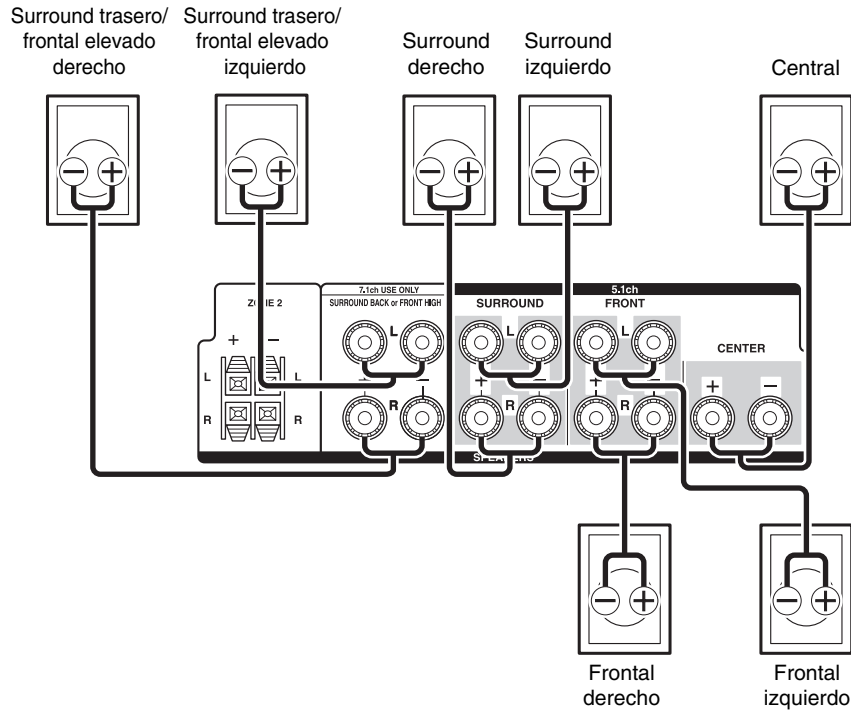 Surround trasero/
frontal elevado
derecho
Surround trasero/
frontal elevado
izquierdo
Surround
derecho
Surround
izquierdo
Central
− +
− +
− +
− +
− +
7.1ch USE ONLY
5.1ch
ZONE 2
SURROUND BACK or FRONT HIGH
SURROUND
FRONT
CENTER
+ −
L L
R R
L
+ −
R
L
+ −
R
L
+ −
R
+ −
SPEAKERS
− +
− +
Frontal
derecho
Frontal
izquierdo